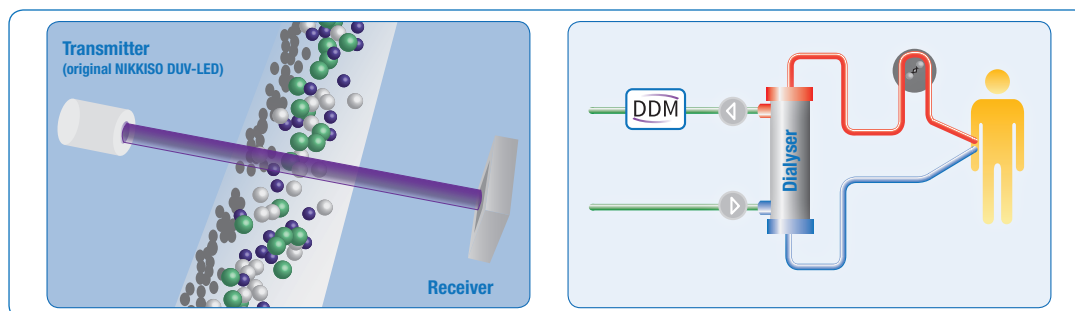 Transmitter
(original NIKKISO DUV-LED)
Receiver
DDM
Dialyser